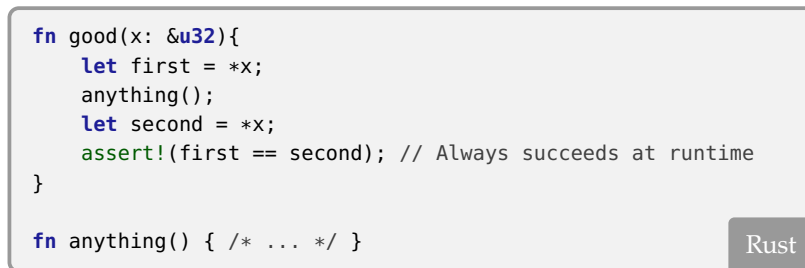 fn good(x: &u32){
    let first = *x;
    anything();
    let second = *x;
    assert!(first == second); // Always succeeds at runtime
}

fn anything() { /* ... */ }
Rust